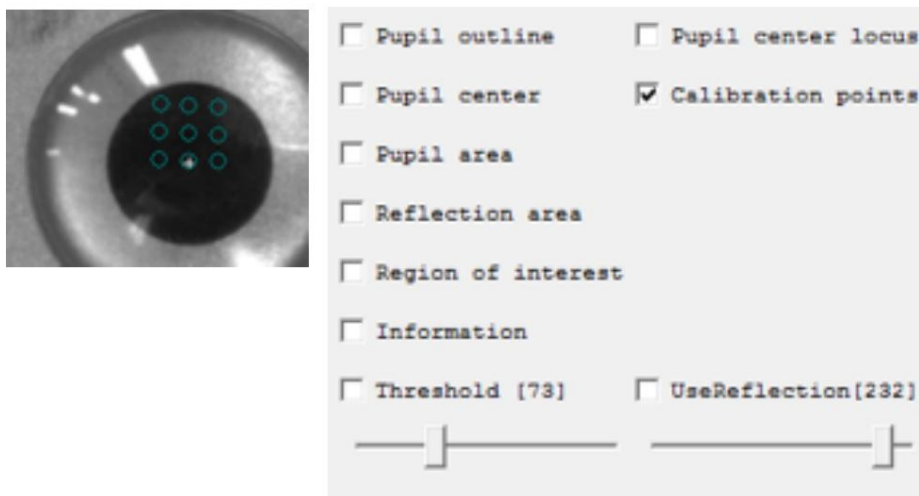 Pupil outline Pupil center locus
Pupil center Calibration points
Pupil area
Reflection area
Region of interest
Information
Threshold [73] UseReflection[232]